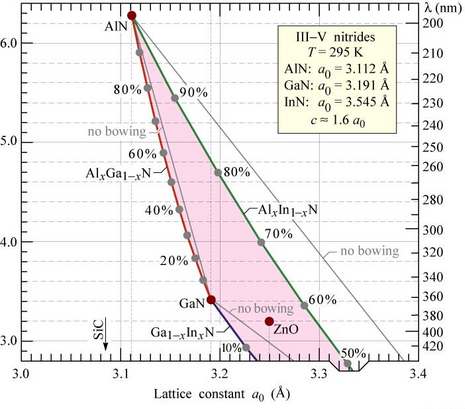 λ (nm)
AlN
III–V nitrides
T = 295 K
AlN: a₀ = 3.112 Å
GaN: a₀ = 3.191 Å
InN: a₀ = 3.545 Å
c ≈ 1.6 a₀
6.0
5.0
4.0
3.0
200
210
220
230
240
250
260
280
300
320
340
360
380
400
420
80%
90%
no bowing
60%
AlₓGa₁₋ₓN
80%
40%
AlₓIn₁₋ₓN
70%
no bowing
20%
GaN
no bowing
60%
ZnO
Ga₁₋ₓInₓN
SiC
10%
50%
3.0
3.1
3.2
3.3
3.4
Lattice constant a₀ (Å)